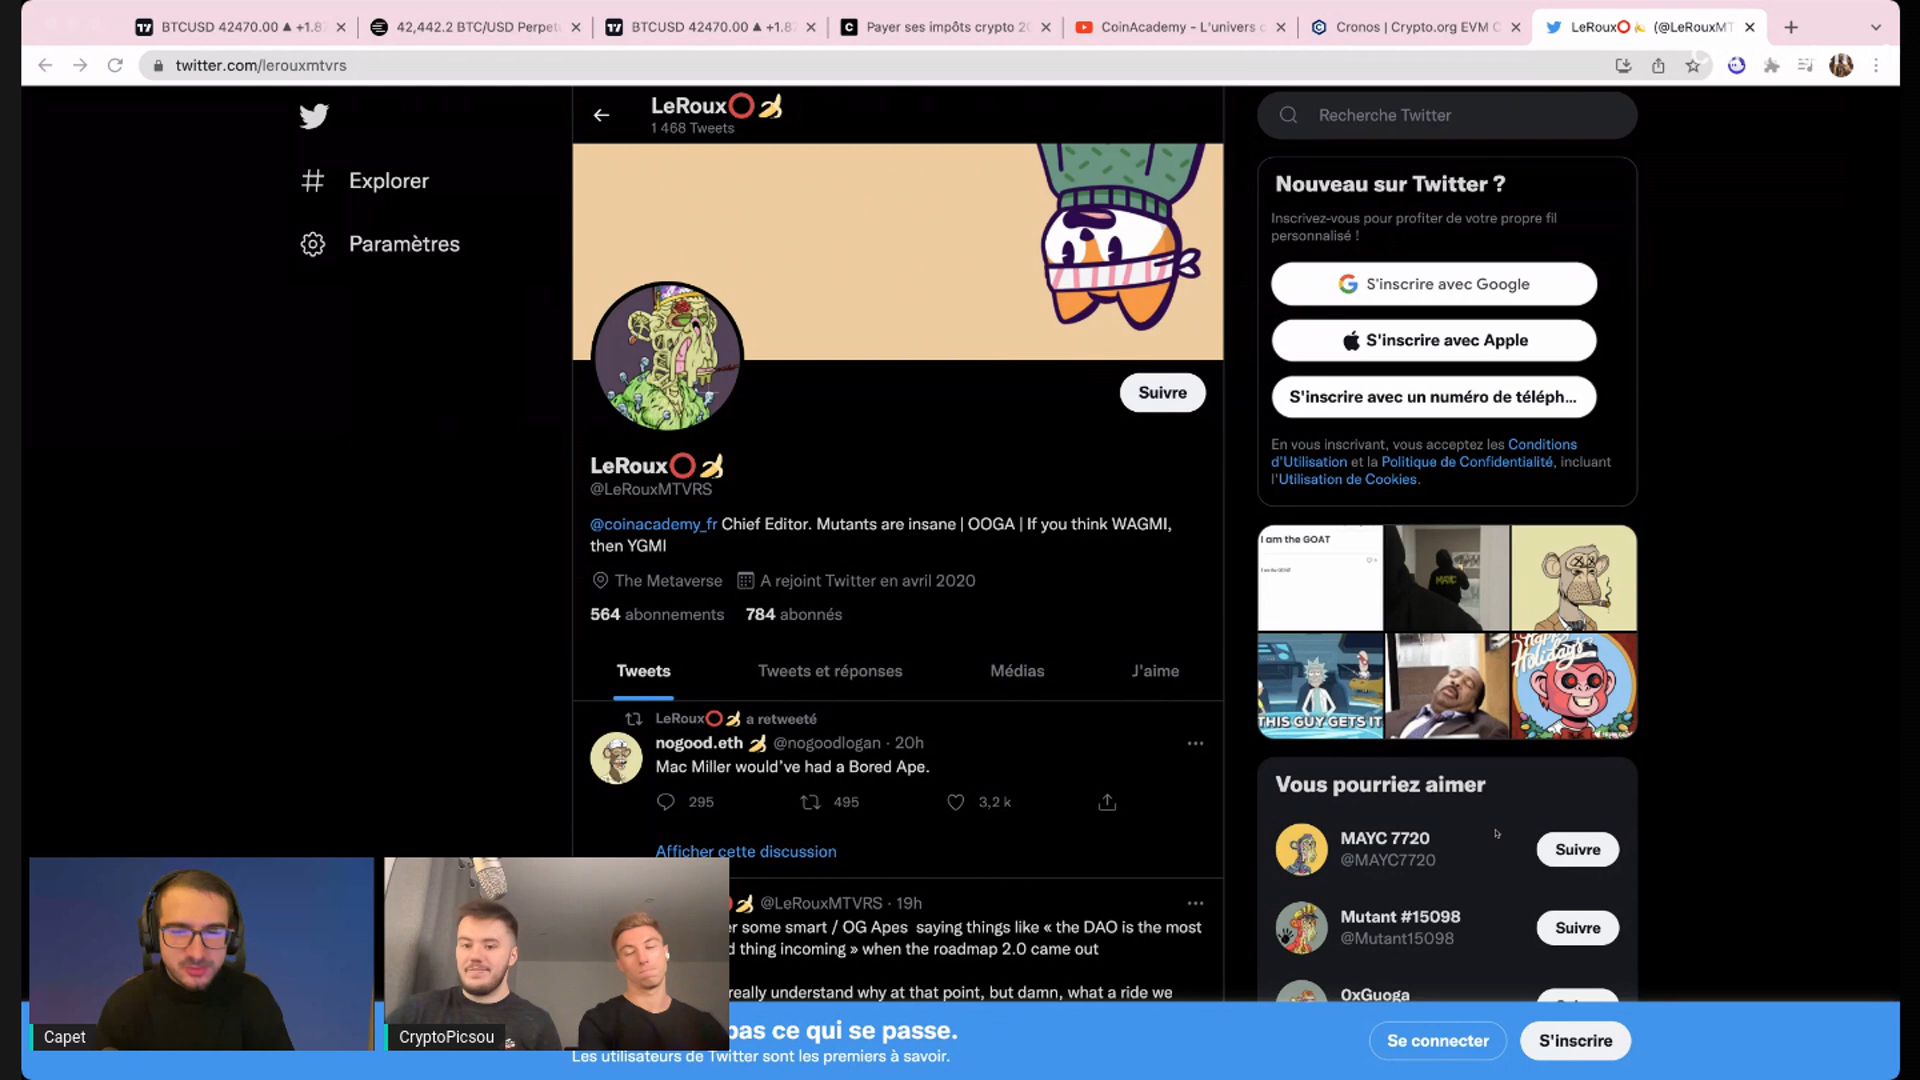 BTCUSD 42470.00 ▲ +1.8
42,442.2 BTC/USD Perpet
BTCUSD 42470.00 ▲ +1.8
Payer ses impôts crypto 20
CoinAcademy - L'univers c
Cronos | Crypto.org EVM C
LeRoux⭕🍌 (@LeRouxMT
twitter.com/lerouxmtvrs
Explorer
Paramètres
LeRoux⭕🍌
1 468 Tweets
Suivre
LeRoux⭕🍌
@LeRouxMTVRS
@coinacademy_fr Chief Editor. Mutants are insane | OOGA | If you think WAGMI,
then YGMI
The Metaverse A rejoint Twitter en avril 2020
564 abonnements 784 abonnés
Tweets Tweets et réponses Médias J'aime
LeRoux⭕🍌 a retweeté
nogood.eth 🍌 @nogoodlogan · 20h
Mac Miller would've had a Bored Ape.
295 495 3,2 k
Afficher cette discussion
🍌 @LeRouxMTVRS · 19h
er some smart / OG Apes saying things like « the DAO is the most
d thing incoming » when the roadmap 2.0 came out
really understand why at that point, but damn, what a ride we
Recherche Twitter
Nouveau sur Twitter ?
Inscrivez-vous pour profiter de votre propre fil
personnalisé !
S'inscrire avec Google
S'inscrire avec Apple
S'inscrire avec un numéro de téléph...
En vous inscrivant, vous acceptez les Conditions
d'Utilisation et la Politique de Confidentialité, incluant
l'Utilisation de Cookies.
I am the GOAT
I am the GOAT
MAYC
THIS GUY GETS IT
Happy
Holidays
Vous pourriez aimer
MAYC 7720
@MAYC7720
Suivre
Mutant #15098
@Mutant15098
Suivre
0xGuoga
pas ce qui se passe.
Les utilisateurs de Twitter sont les premiers à savoir.
Se connecter
S'inscrire
Capet
CryptoPicsou